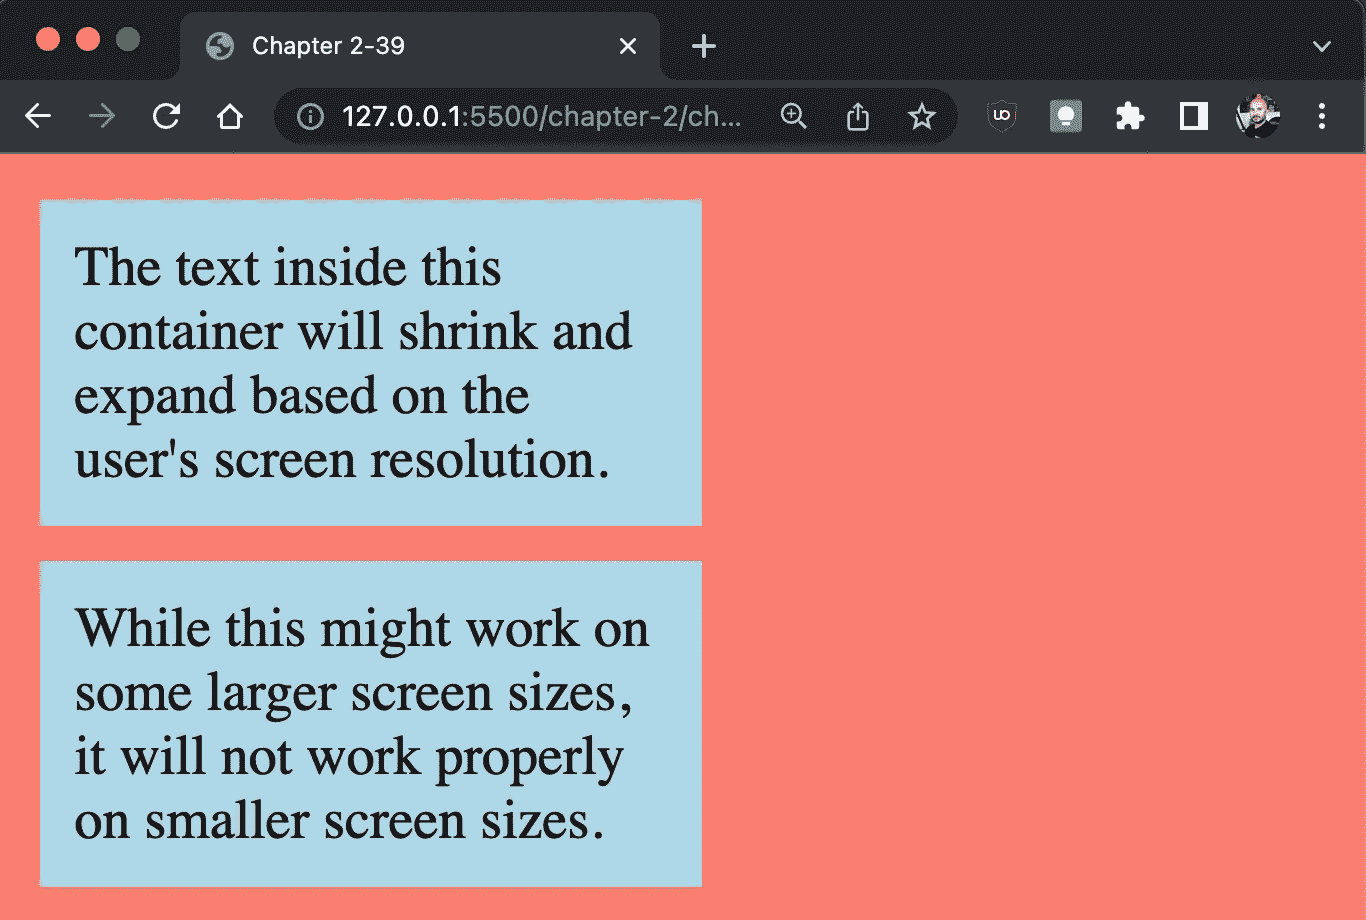 Chapter 2-39
127.0.0.1:5500/chapter-2/ch...
UO
The text inside this
container will shrink and
expand based on the
user's screen resolution.
While this might work on
some larger screen sizes,
it will not work properly
on smaller screen sizes.